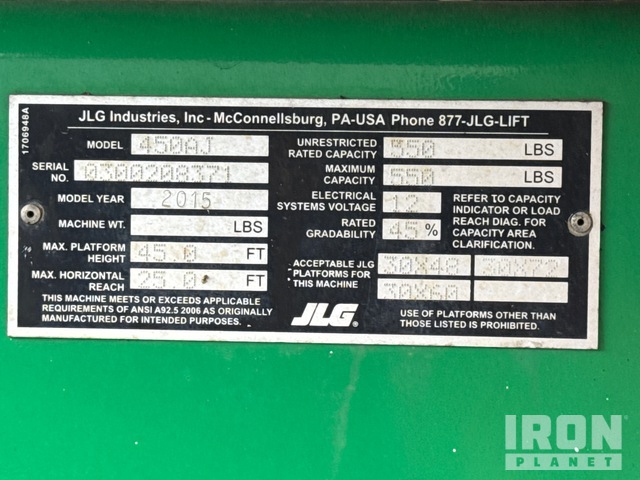 1706948A
JLG Industries, Inc - McConnellsburg, PA-USA Phone 877-JLG-LIFT
MODEL 450AJ
SERIAL NO. 0300208371
MODEL YEAR 2015
MACHINE WT. LBS
MAX. PLATFORM HEIGHT 45.0 FT
MAX. HORIZONTAL REACH 25.0 FT
THIS MACHINE MEETS OR EXCEEDS APPLICABLE
REQUIREMENTS OF ANSI A92.5 2006 AS ORIGINALLY
MANUFACTURED FOR INTENDED PURPOSES.
UNRESTRICTED RATED CAPACITY 550 LBS
MAXIMUM CAPACITY 550 LBS
ELECTRICAL SYSTEMS VOLTAGE 12
RATED GRADABILITY 45 %
REFER TO CAPACITY
INDICATOR OR LOAD
REACH DIAG. FOR
CAPACITY AREA
CLARIFICATION.
ACCEPTABLE JLG
PLATFORMS FOR
THIS MACHINE
30X48 30X72
30X60
JLG®
USE OF PLATFORMS OTHER THAN
THOSE LISTED IS PROHIBITED.
IRON
PLANET